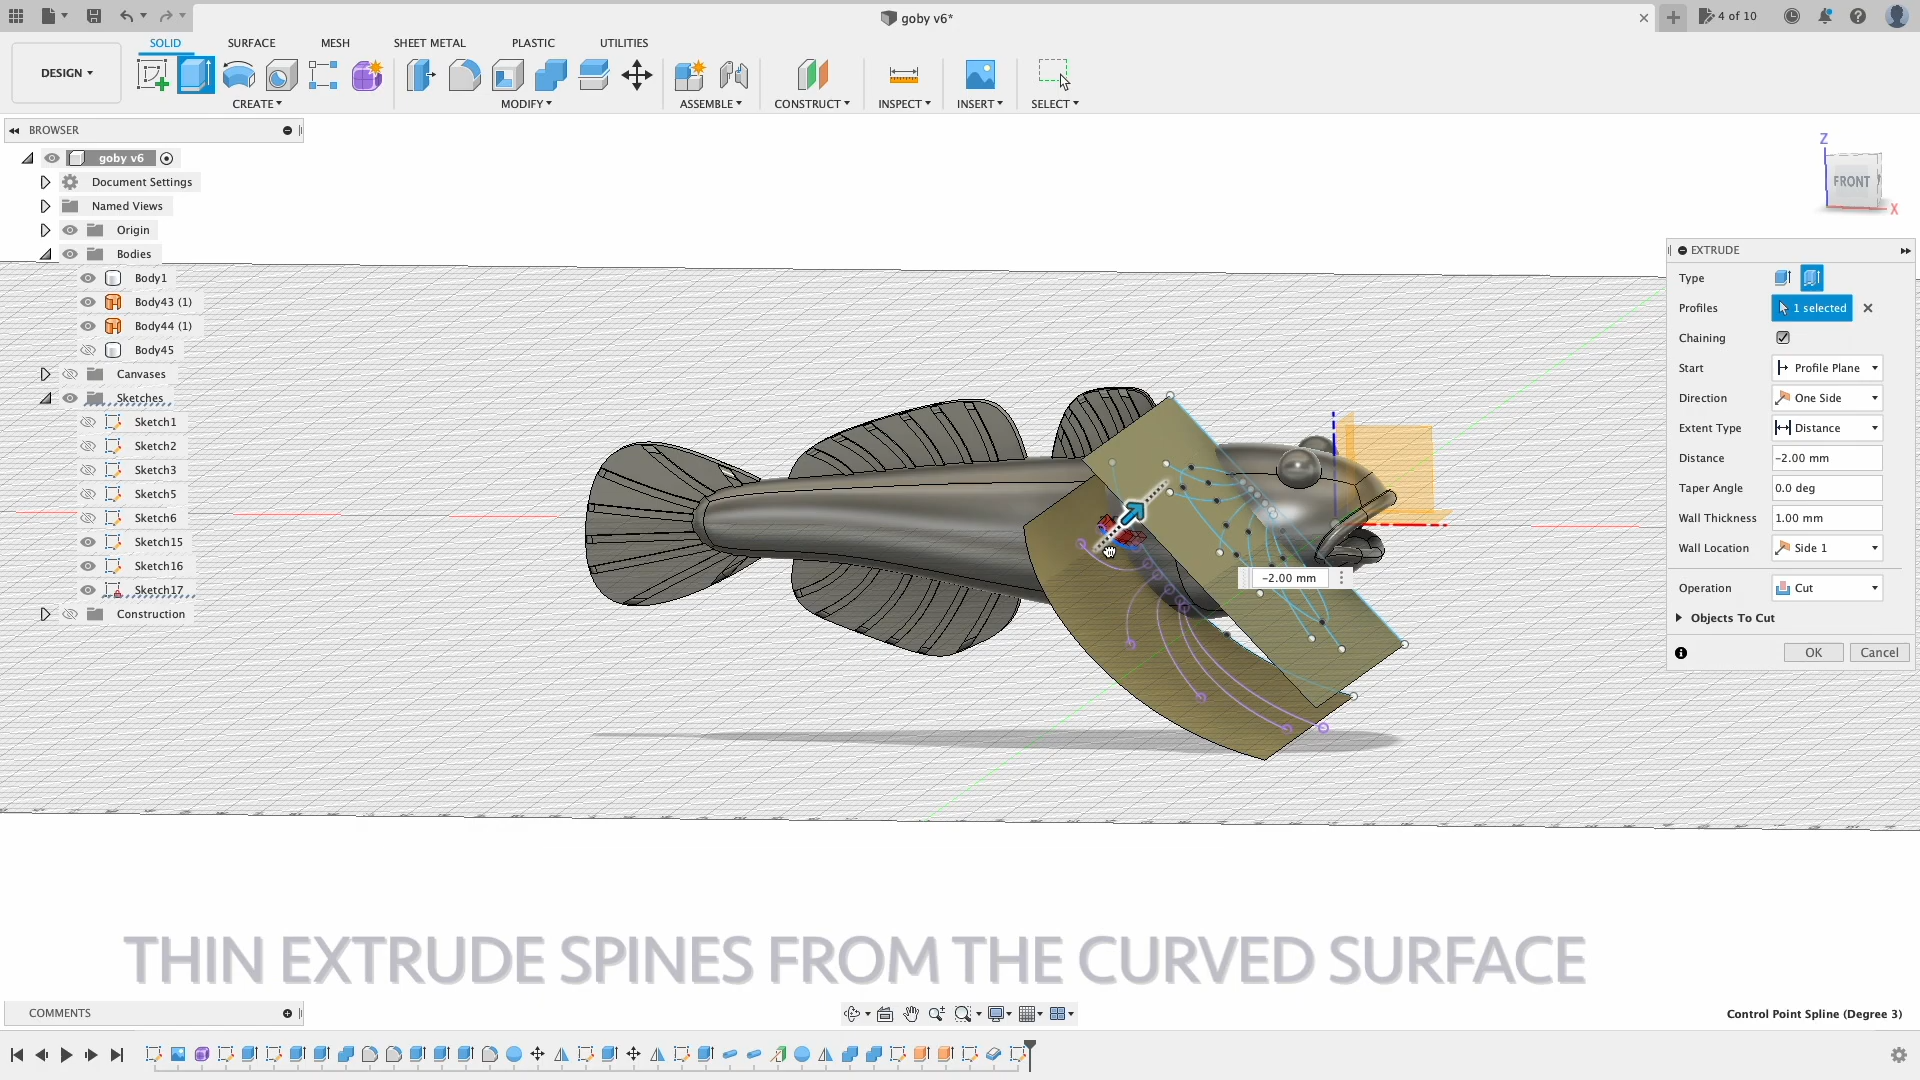 goby v6*
4 of 10
DESIGN
SOLID
SURFACE
MESH
SHEET METAL
PLASTIC
UTILITIES
CREATE
MODIFY
ASSEMBLE
CONSTRUCT
INSPECT
INSERT
SELECT
BROWSER
goby v6
Document Settings
Named Views
Origin
Bodies
Body1
Body43 (1)
Body44 (1)
Body45
Canvases
Sketches
Sketch1
Sketch2
Sketch3
Sketch5
Sketch6
Sketch15
Sketch16
Sketch17
Construction
Z
FRONT
X
EXTRUDE
Type
Profiles 1 selected
Chaining
Start Profile Plane
Direction One Side
Extent Type Distance
Distance -2.00 mm
Taper Angle 0.0 deg
Wall Thickness 1.00 mm
Wall Location Side 1
Operation Cut
Objects To Cut
OK Cancel
-2.00 mm
THIN EXTRUDE SPINES FROM THE CURVED SURFACE
COMMENTS
Control Point Spline (Degree 3)